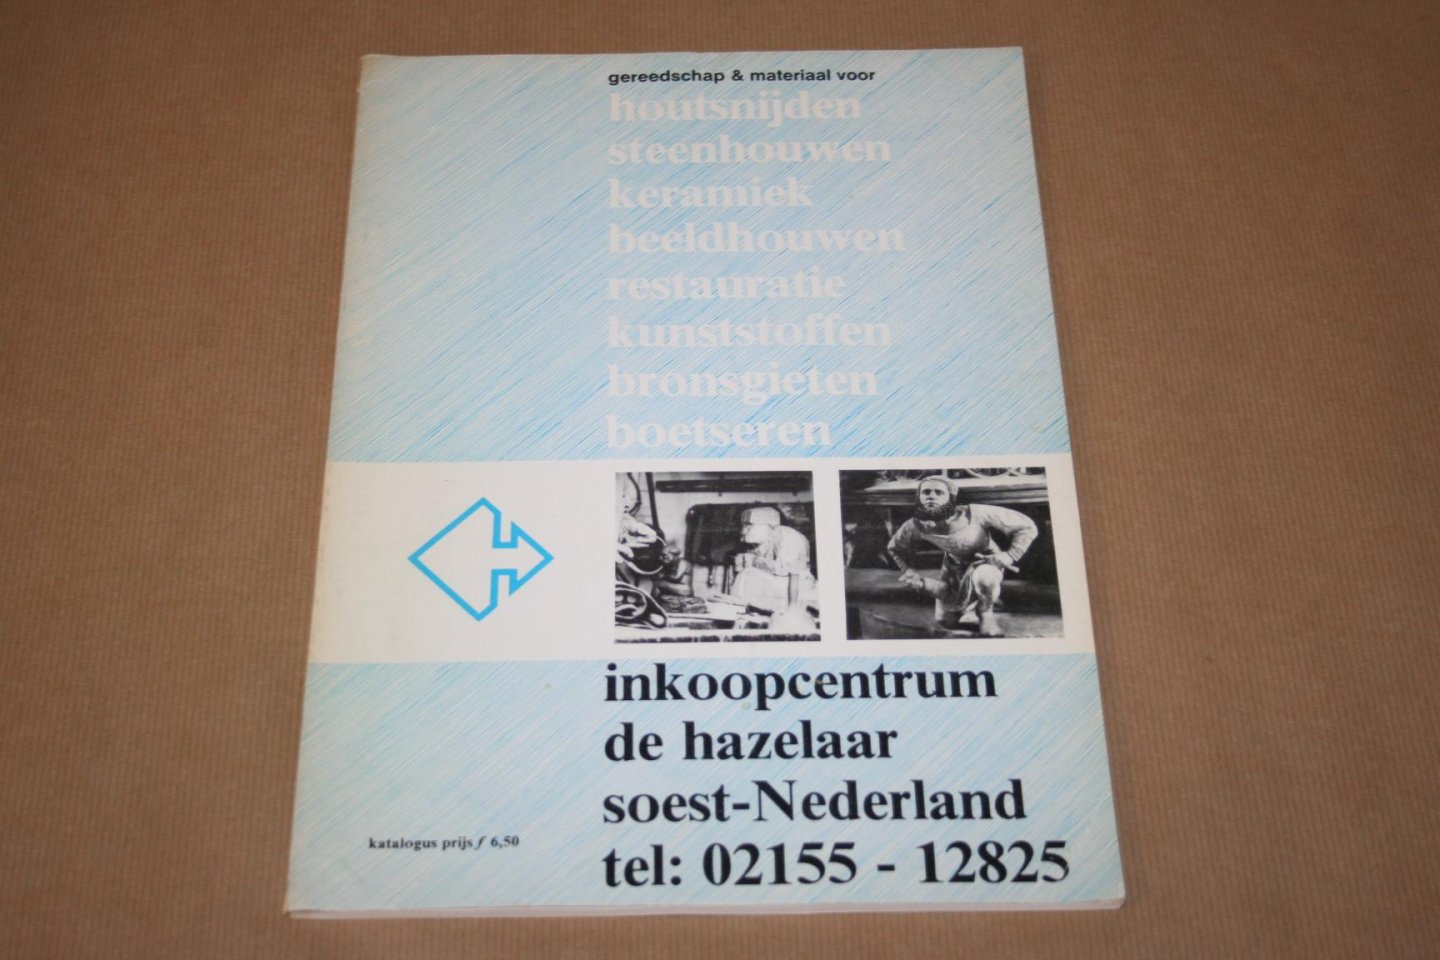 gereedschap & materiaal voor
houtsnijden
steenhouwen
keramiek
beeldhouwen
restauratie
kunststoffen
bronsgieten
boetseren
inkoopcentrum
de hazelaar
soest-Nederland
tel: 02155 - 12825
katalogus prijs ƒ 6,50